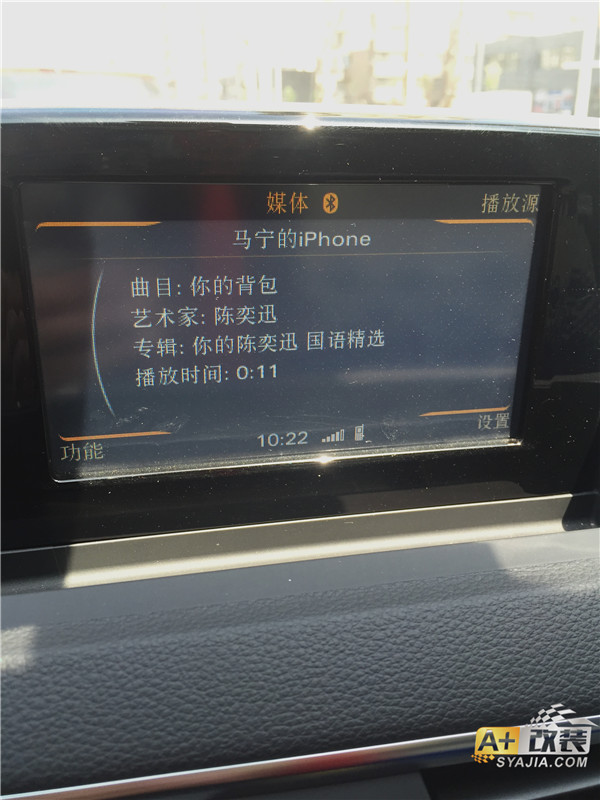 媒体
播放源
马宁的iPhone
曲目: 你的背包
艺术家: 陈奕迅
专辑: 你的陈奕迅 国语精选
播放时间: 0:11
10:22
设置
功能
A+ 改装
SYAJIA.COM